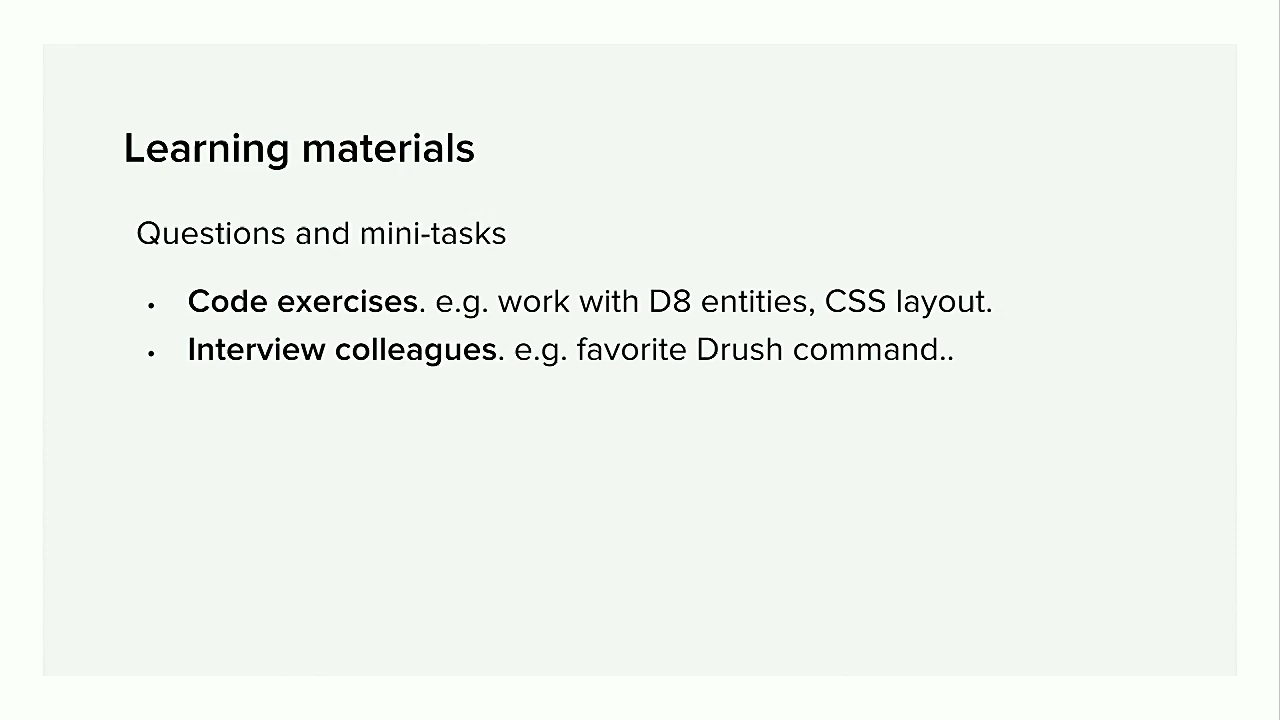 Learning materials
Questions and mini-tasks
• Code exercises. e.g. work with D8 entities, CSS layout.
• Interview colleagues. e.g. favorite Drush command..